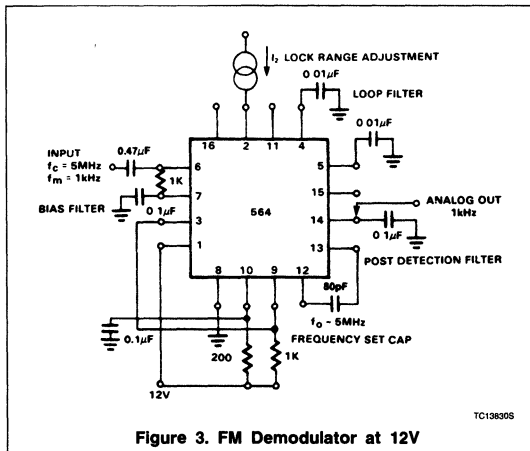 I2 LOCK RANGE ADJUSTMENT
0 01µF
LOOP FILTER
0 01µF
16 2 11 4
INPUT
fC = 5MHz
fm = 1kHz
0.47µF
1K
6
7
3
1
BIAS FILTER
0 1µF
564
5
15
14
13
ANALOG OUT
1kHz
0 1µF
POST DETECTION FILTER
8 10 9 12
80pF
fo - 5MHz
FREQUENCY SET CAP
0.1µF
200
1K
12V
TC13830S
Figure 3. FM Demodulator at 12V